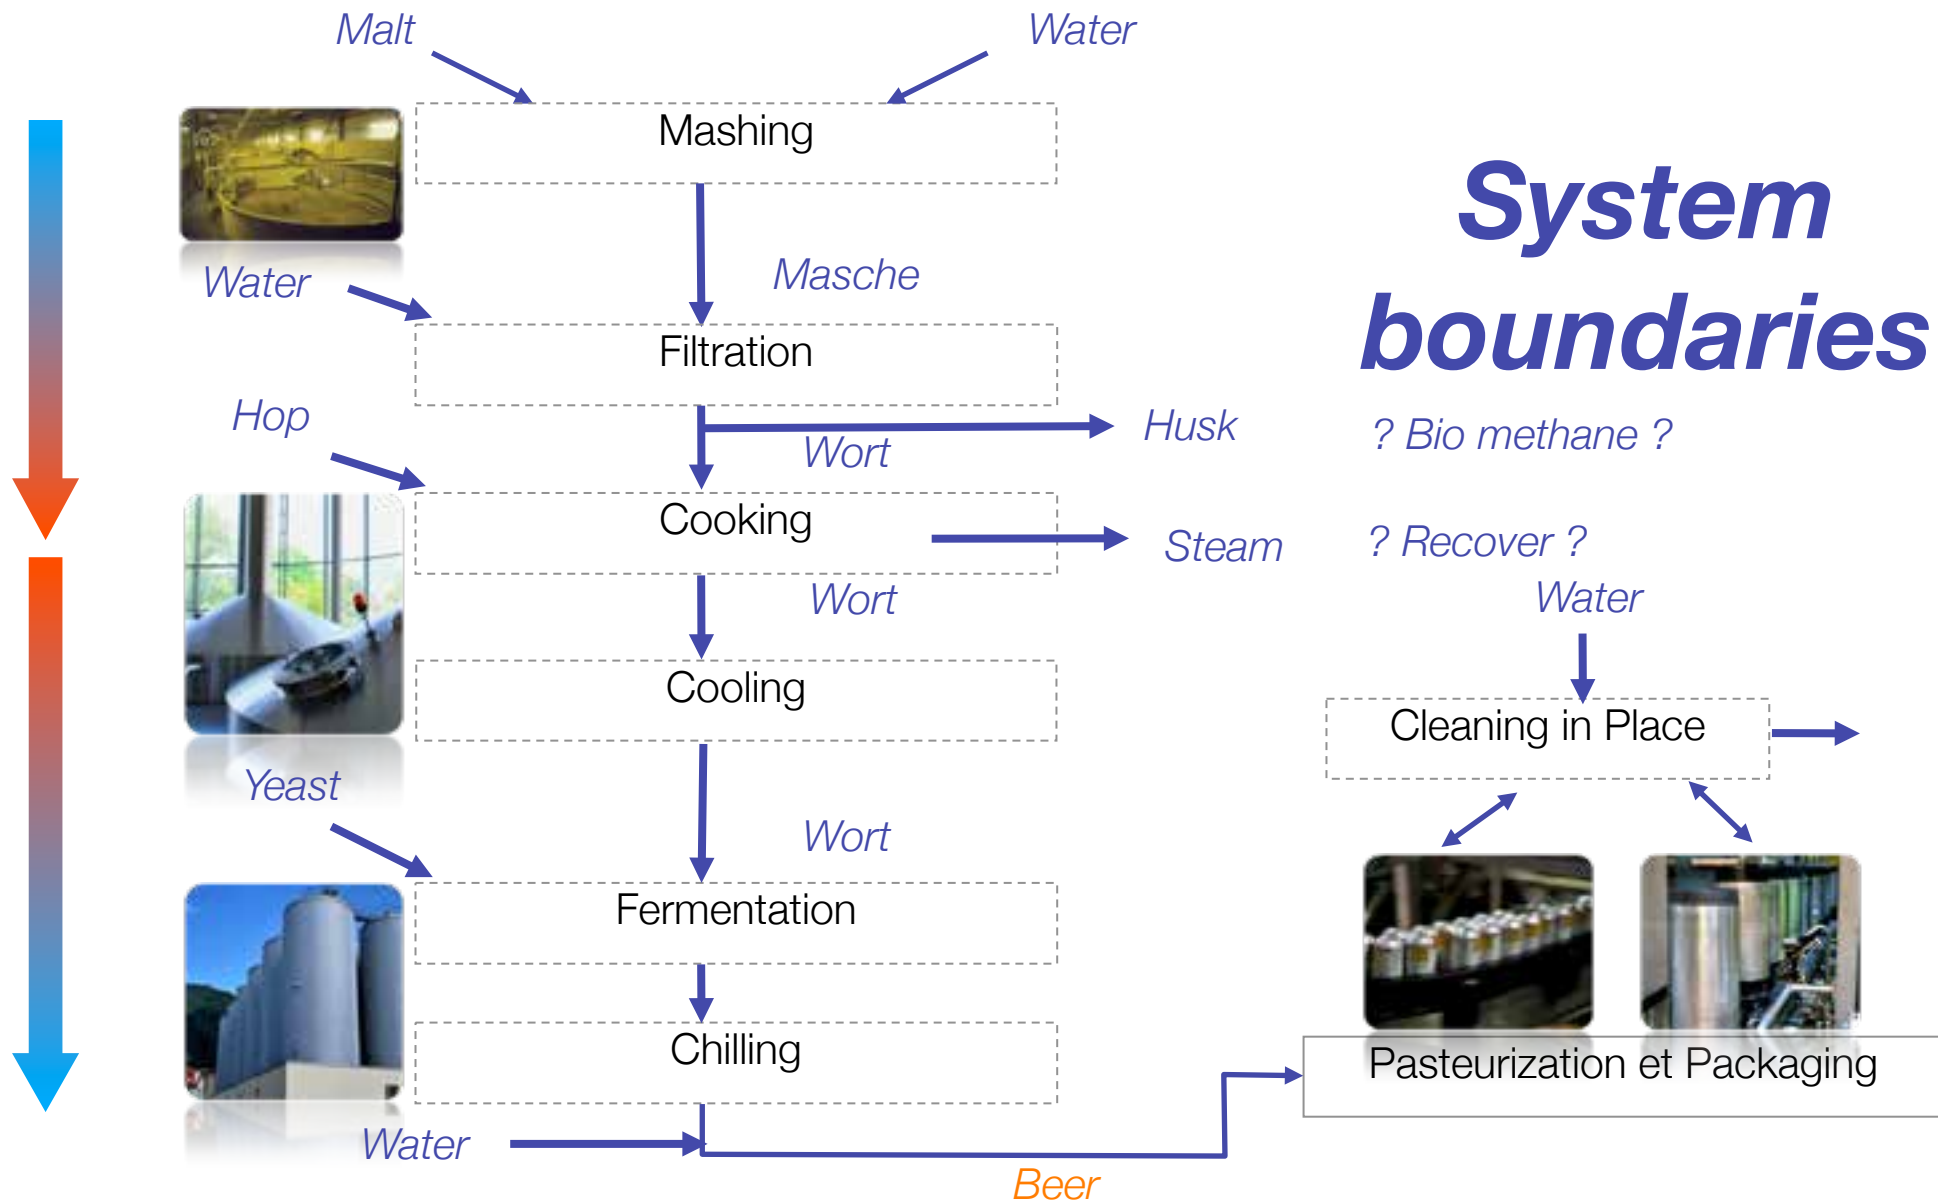 Malt
Water
Mashing
System
boundaries
Water
Masche
Filtration
Hop
Husk
? Bio methane ?
Wort
Cooking
Steam
? Recover ?
Wort
Water
Cooling
Cleaning in Place
Yeast
Wort
Fermentation
Chilling
Pasteurization et Packaging
Water
Beer